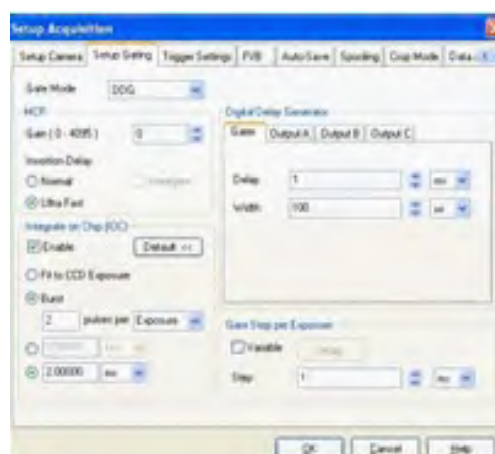 Setup Acquisition
Setup Camera Setup Gating Trigger Settings FVB Auto-Save Spooling Crop Mode Data
Gate Mode DDG
MCP
Gain ( 0 - 4095 ) 0
Insertion Delay
Normal Intelligate
Ultra Fast
Integrate on Chip (IOC)
Enable Default <<
Fit to CCD Exposure
Burst
2 pulses per Exposure
2.00000
Digital Delay Generator
Gate Output A Output B Output C
Delay 1
Width 100
Gate Step per Exposure
Variable
Step 1
OK Cancel Help